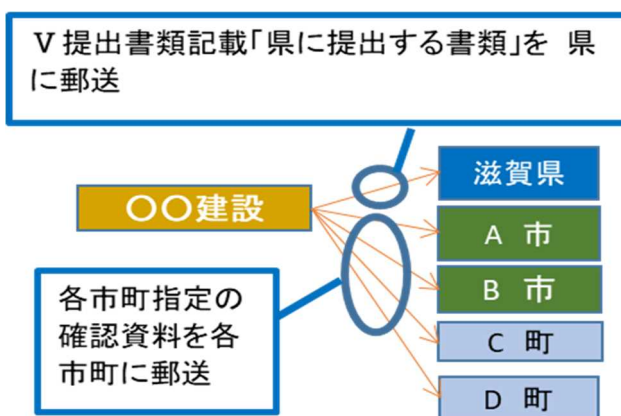 Ⅴ提出書類記載「県に提出する書類」を 県
に郵送
〇〇建設
滋賀県
A 市
B 市
C 町
D 町
各市町指定の
確認資料を各
市町に郵送